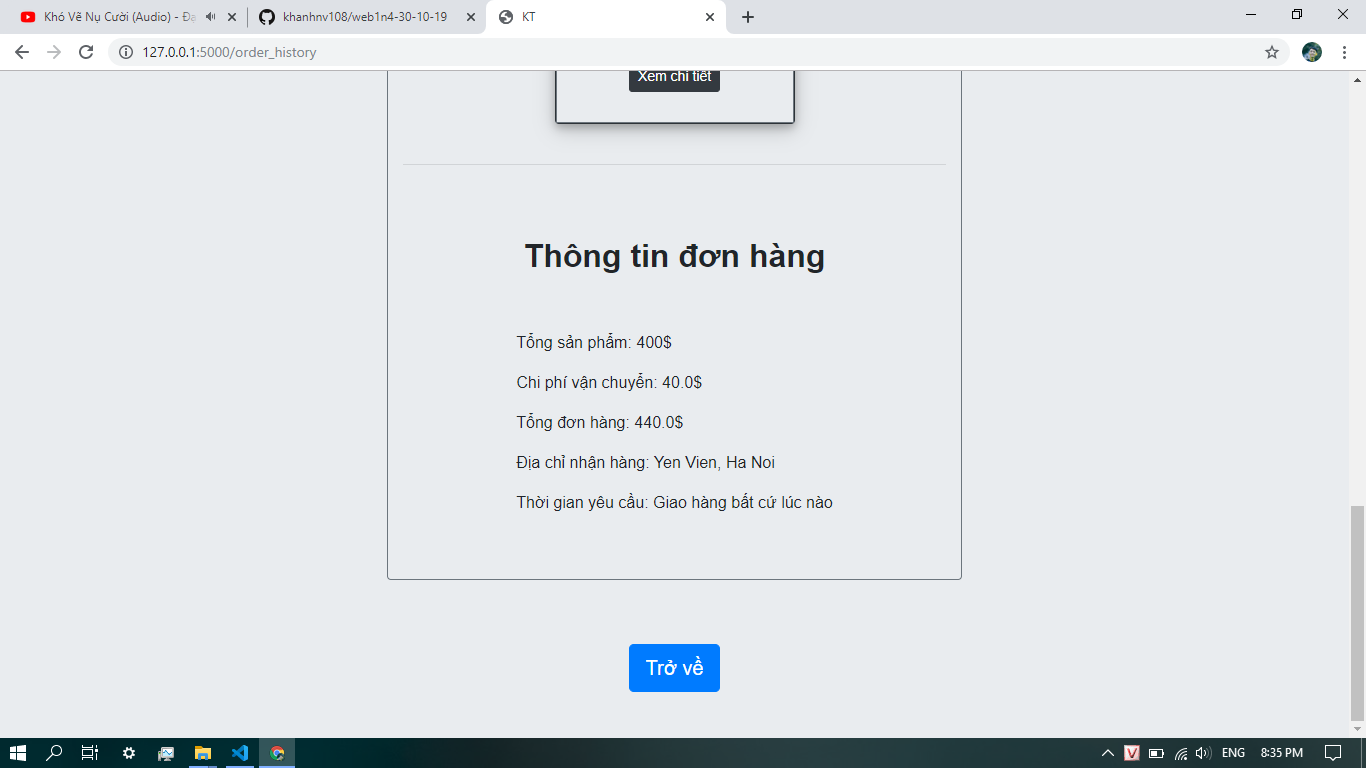 Khó Vẽ Nụ Cười (Audio) - Đạ
khanhnv108/web1n4-30-10-19
KT
127.0.0.1:5000/order_history
Xem chi tiết
Thông tin đơn hàng
Tổng sản phẩm: 400$
Chi phí vận chuyển: 40.0$
Tổng đơn hàng: 440.0$
Địa chỉ nhận hàng: Yen Vien, Ha Noi
Thời gian yêu cầu: Giao hàng bất cứ lúc nào
Trở về
V ENG 8:35 PM